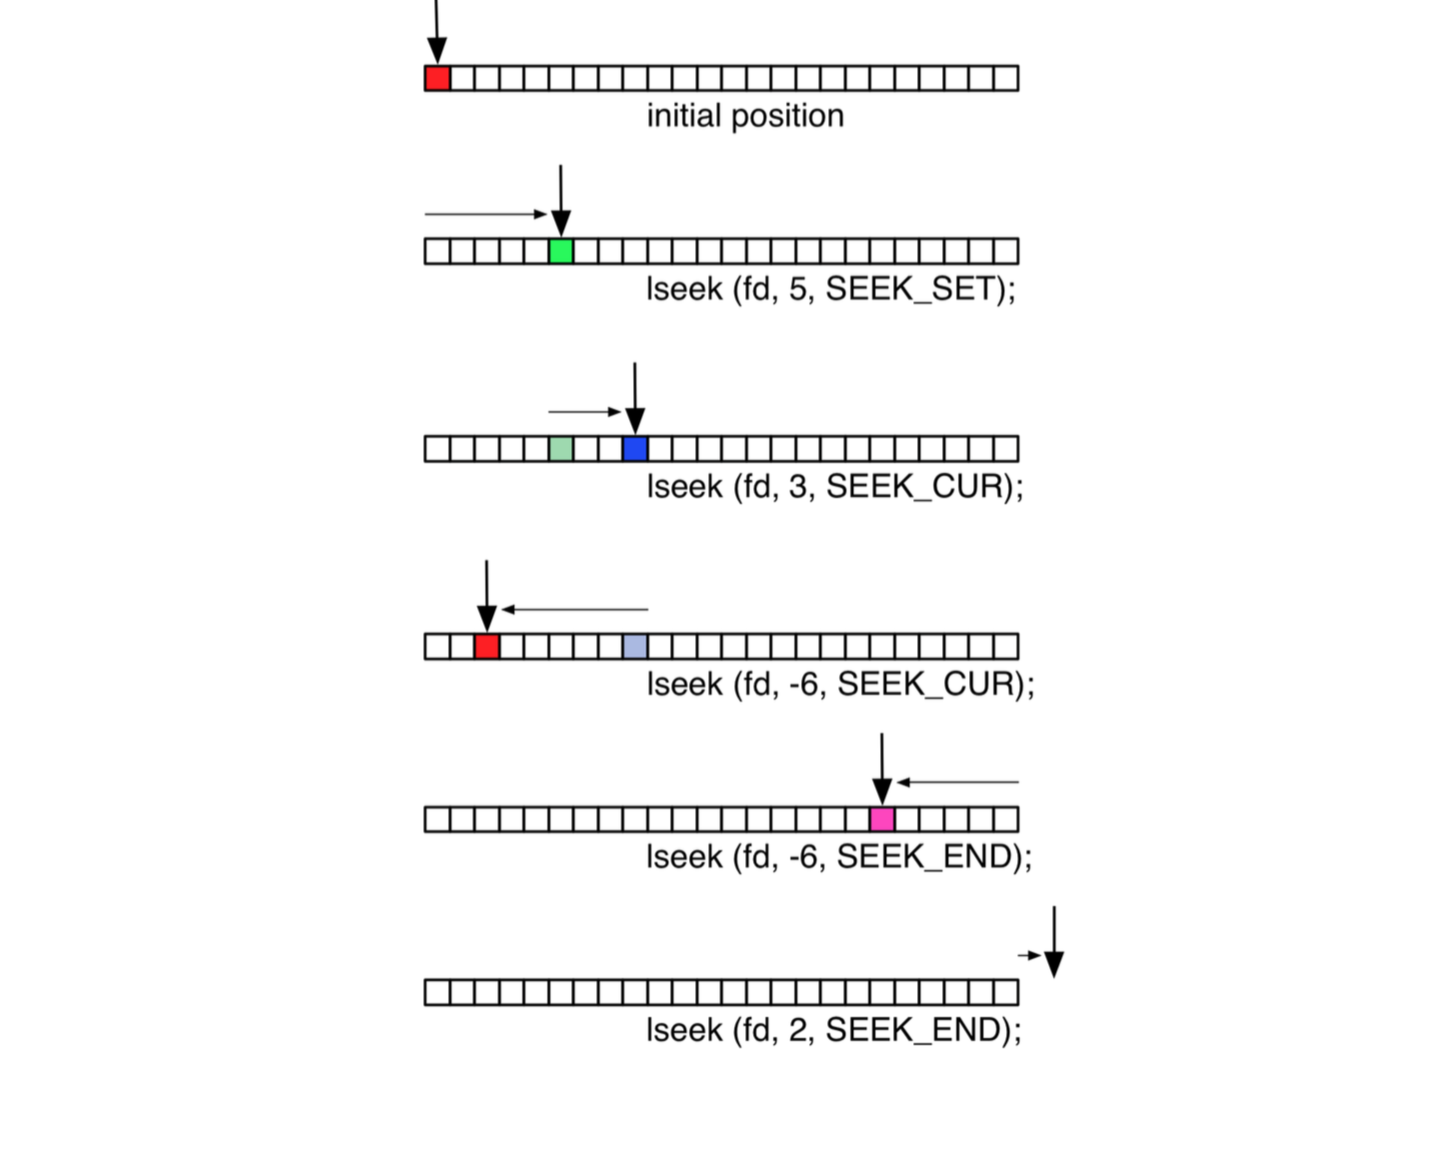 initial position
lseek (fd, 5, SEEK_SET);
lseek (fd, 3, SEEK_CUR);
lseek (fd, -6, SEEK_CUR);
lseek (fd, -6, SEEK_END);
lseek (fd, 2, SEEK_END);